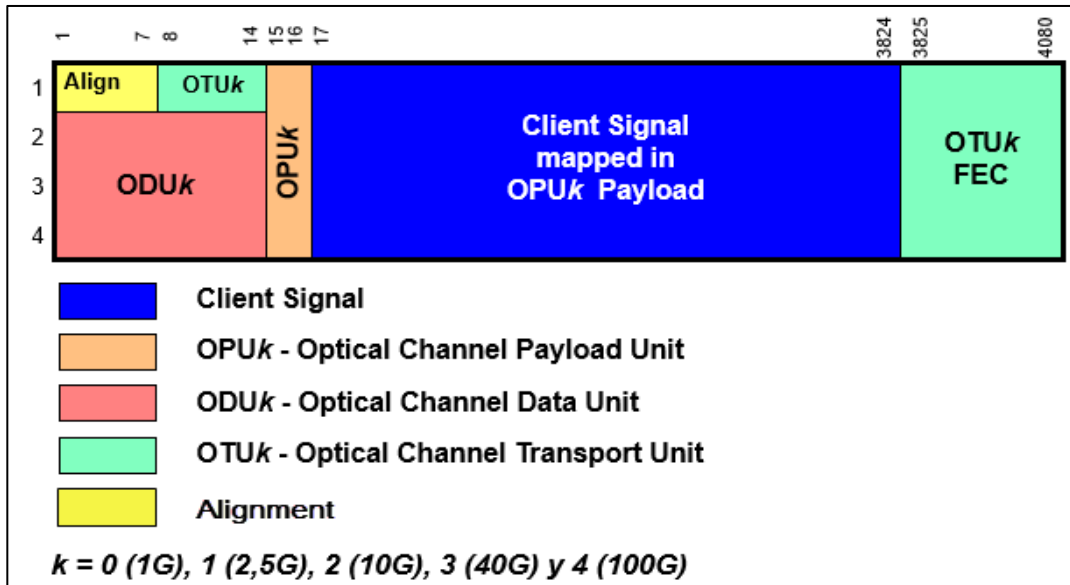 1 7 8 14 15 16 17 3824 3825 4080
1
Align
OTUk
2
3
4
ODUk
OPUk
Client Signal
mapped in
OPUk Payload
OTUk
FEC
Client Signal
OPUk - Optical Channel Payload Unit
ODUk - Optical Channel Data Unit
OTUk - Optical Channel Transport Unit
Alignment
k = 0 (1G), 1 (2,5G), 2 (10G), 3 (40G) y 4 (100G)